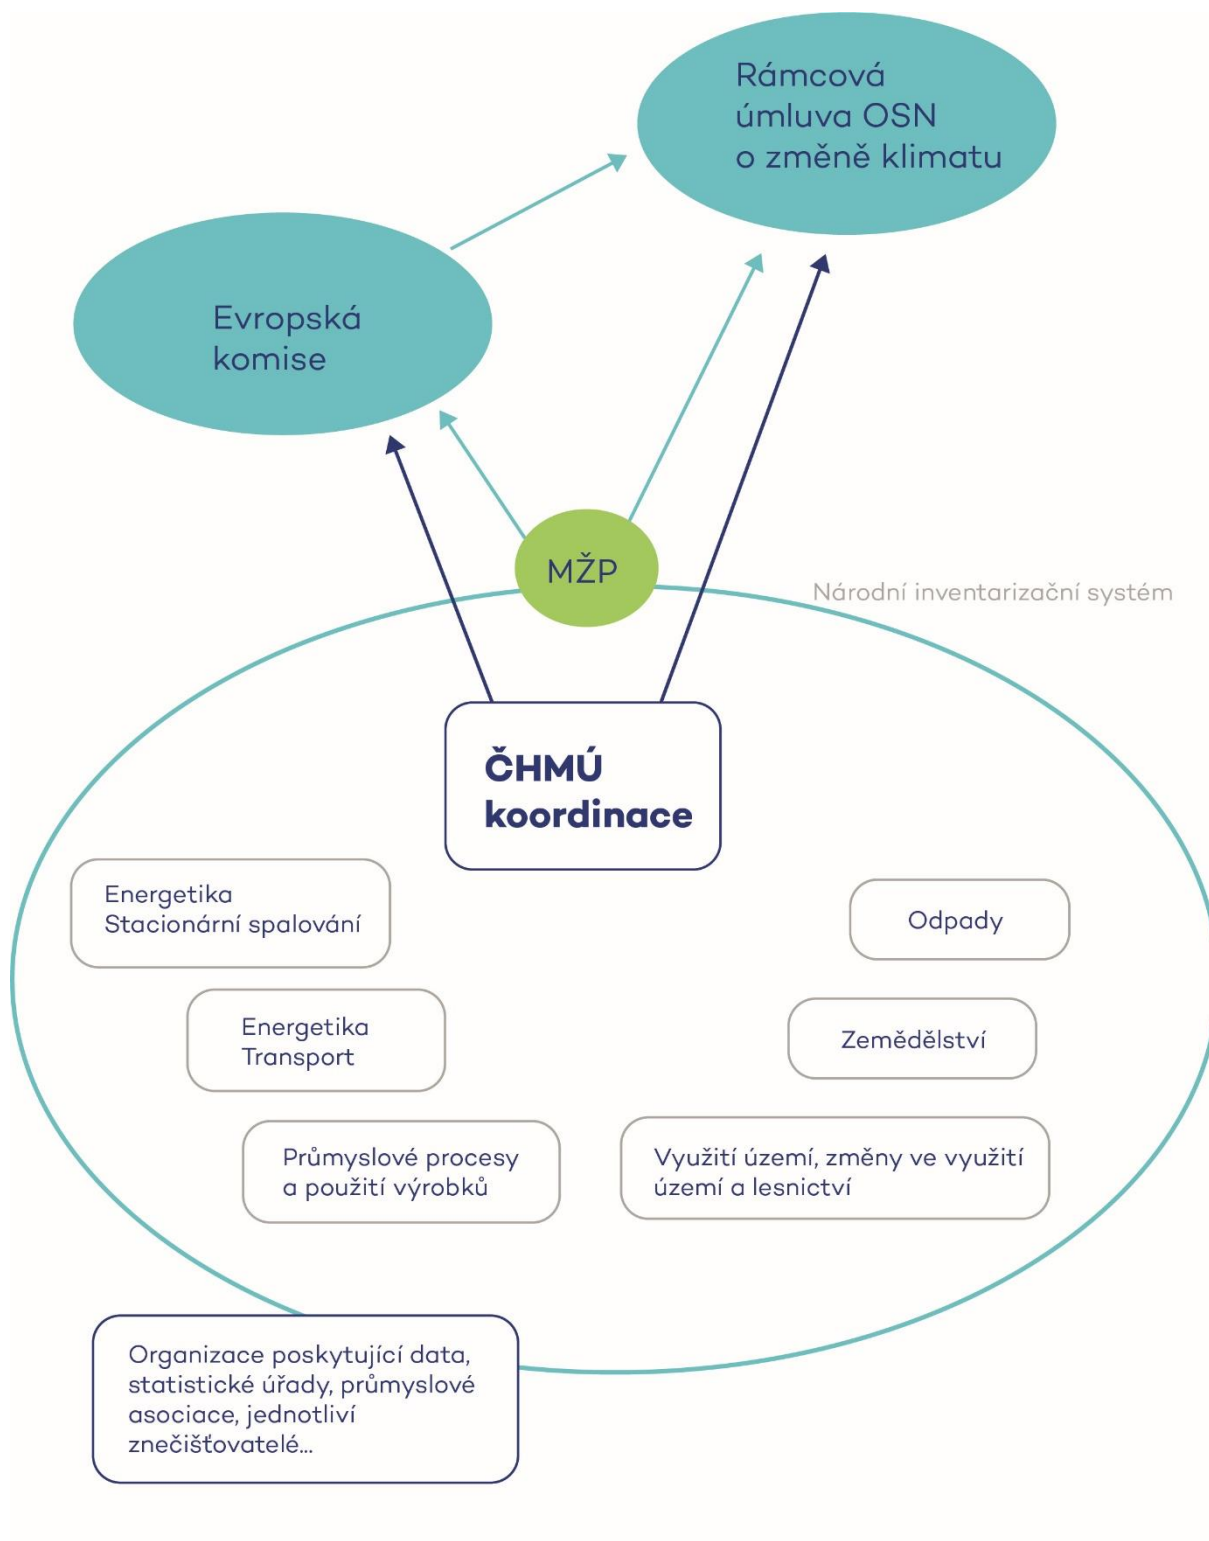 Rámcová
úmluva OSN
o změně klimatu
Evropská
komise
MŽP
Národní inventarizační systém
ČHMÚ
koordinace
Energetika
Stacionární spalování
Odpady
Energetika
Transport
Zemědělství
Průmyslové procesy
a použití výrobků
Využití území, změny ve využití
území a lesnictví
Organizace poskytující data,
statistické úřady, průmyslové
asociace, jednotliví
znečišťovatelé...